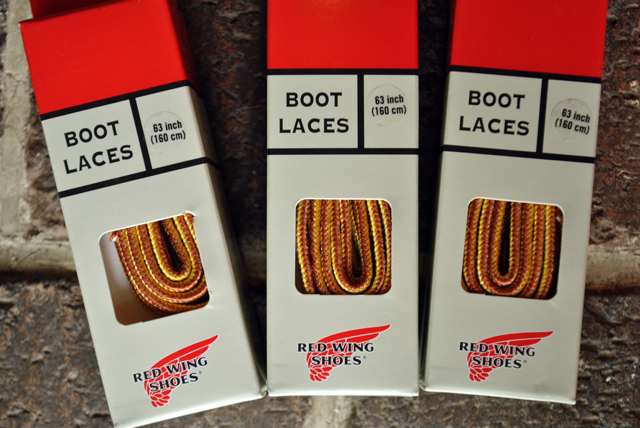 BOOT
LACES
63 inch
(160 cm)
RED WING
SHOES®
BOOT
LACES
63 inch
(160 cm)
RED WING
SHOES®
BOOT
LACES
63 inch
(160 cm)
RED WING
SHOES®